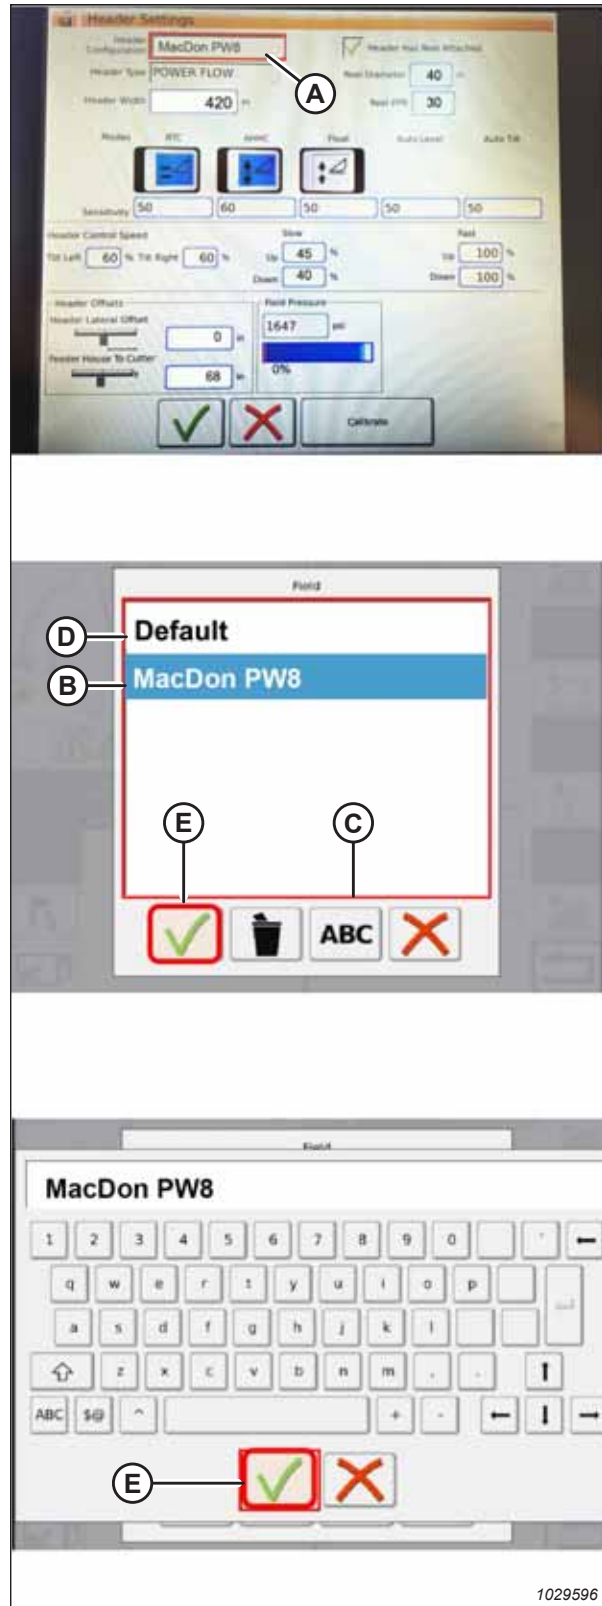 Header Settings
Header Configuration MacDon PW8 Header Has Reel Attached
A
Header Type POWER FLOW Reel Diameter 40 in
Header Width 420 in Reel PPR 30
Modes RTC AHHC Float Auto Level Auto Tilt
Sensitivity 50 60 50 50 50
Header Control Speed Slow Fast
Tilt Left 60 % Tilt Right 60 % Up 45 % Up 100 %
Down 40 % Down 100 %
Header Offsets Field Pressure
Header Lateral Offset 0 in 1647 psi
Feeder House To Cutter 68 in 0%
Calibrate
Field
D Default
B MacDon PW8
E C
ABC
Field
MacDon PW8
1 2 3 4 5 6 7 8 9 0 '
q w e r t y u i o p
a s d f g h j k l
z x c v b n m , .
ABC $@ ^ + -
E
1029596